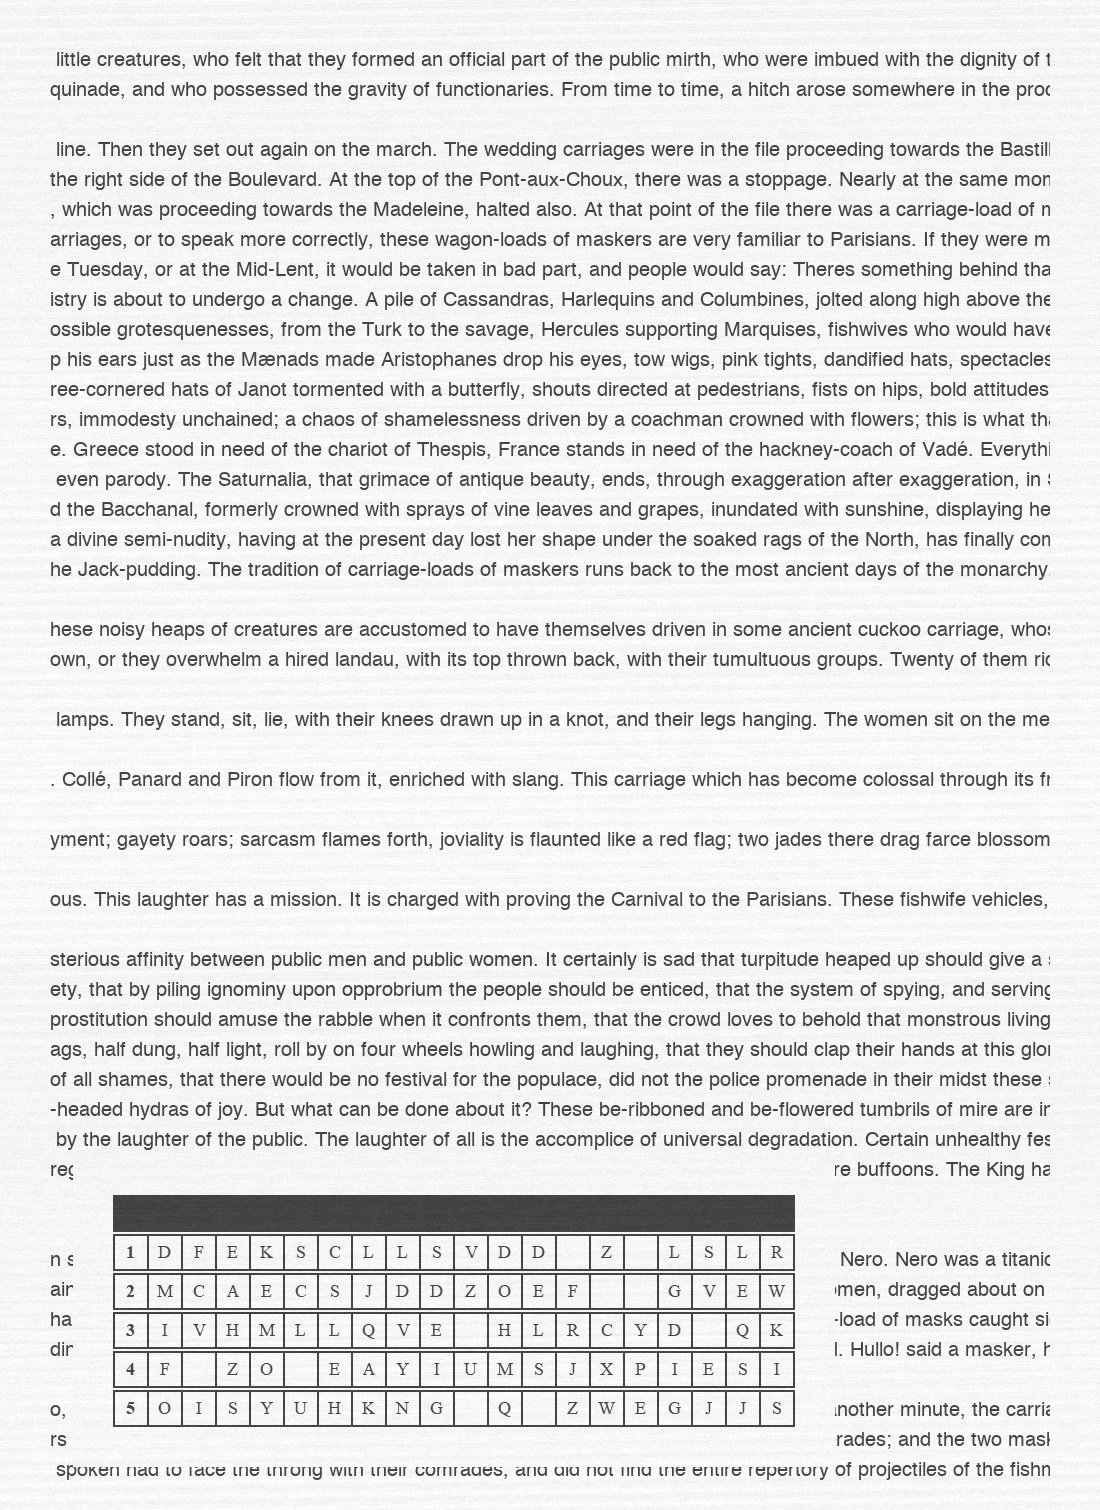 little creatures, who felt that they formed an official part of the public mirth, who were imbued with the dignity of
quinade, and who possessed the gravity of functionaries. From time to time, a hitch arose somewhere in the
line. Then they set out again on the march. The wedding carriages were in the file proceeding towards the
the right side of the Boulevard. At the top of the Pont-aux-Choux, there was a stoppage. Nearly at the same
, which was proceeding towards the Madeleine, halted also. At that point of the file there was a carriage-load of
arriages, or to speak more correctly, these wagon-loads of maskers are very familiar to Parisians. If they were m
e Tuesday, or at the Mid-Lent, it would be taken in bad part, and people would say: Theres something behind tha
istry is about to undergo a change. A pile of Cassandras, Harlequins and Columbines, jolted along high above the
ossible grotesquenesses, from the Turk to the savage, Hercules supporting Marquises, fishwives who would have
p his ears just as the Mænads made Aristophanes drop his eyes, tow wigs, pink tights, dandified hats, spectacles
ree-cornered hats of Janot tormented with a butterfly, shouts directed at pedestrians, fists on hips, bold attitudes
rs, immodesty unchained; a chaos of shamelessness driven by a coachman crowned with flowers; this is what
e. Greece stood in need of the chariot of Thespis, France stands in need of the hackney-coach of Vadé. Everythi
even parody. The Saturnalia, that grimace of antique beauty, ends, through exaggeration after exaggeration, in
d the Bacchanal, formerly crowned with sprays of vine leaves and grapes, inundated with sunshine, displaying he
a divine semi-nudity, having at the present day lost her shape under the soaked rags of the North, has finally
he Jack-pudding. The tradition of carriage-loads of maskers runs back to the most ancient days of the monarchy.
hese noisy heaps of creatures are accustomed to have themselves driven in some ancient cuckoo carriage,
own, or they overwhelm a hired landau, with its top thrown back, with their tumultuous groups. Twenty of them
lamps. They stand, sit, lie, with their knees drawn up in a knot, and their legs hanging. The women sit on the me
. Collé, Panard and Piron flow from it, enriched with slang. This carriage which has become colossal through its
yment; gayety roars; sarcasm flames forth, joviality is flaunted like a red flag; two jades there drag farce blossom
ous. This laughter has a mission. It is charged with proving the Carnival to the Parisians. These fishwife vehicles,
sterious affinity between public men and public women. It certainly is sad that turpitude heaped up should give a
ety, that by piling ignominy upon opprobrium the people should be enticed, that the system of spying, and serving
prostitution should amuse the rabble when it confronts them, that the crowd loves to behold that monstrous living
ags, half dung, half light, roll by on four wheels howling and laughing, that they should clap their hands at this
of all shames, that there would be no festival for the populace, did not the police promenade in their midst these
-headed hydras of joy. But what can be done about it? These be-ribboned and be-flowered tumbrils of mire are
by the laughter of the public. The laughter of all is the accomplice of universal degradation. Certain unhealthy fes
re buffoons. The King ha
1 D F E K S C L L S V D D Z L S L R
n Nero. Nero was a titanic
2 M C A E C S J D D Z O E F G V E W
ain dragged about on
3 I V H M L L Q V E H L R C Y D Q K
ha -load of masks caught
din Hullo! said a masker,
4 F Z O E A Y I U M S J X P I E S I
5 O I S Y U H K N G Q Z W E G J J S
o, another minute, the
rs rades; and the two
spoken had to face the throng with their comrades, and did not find the entire repertory of projectiles of the